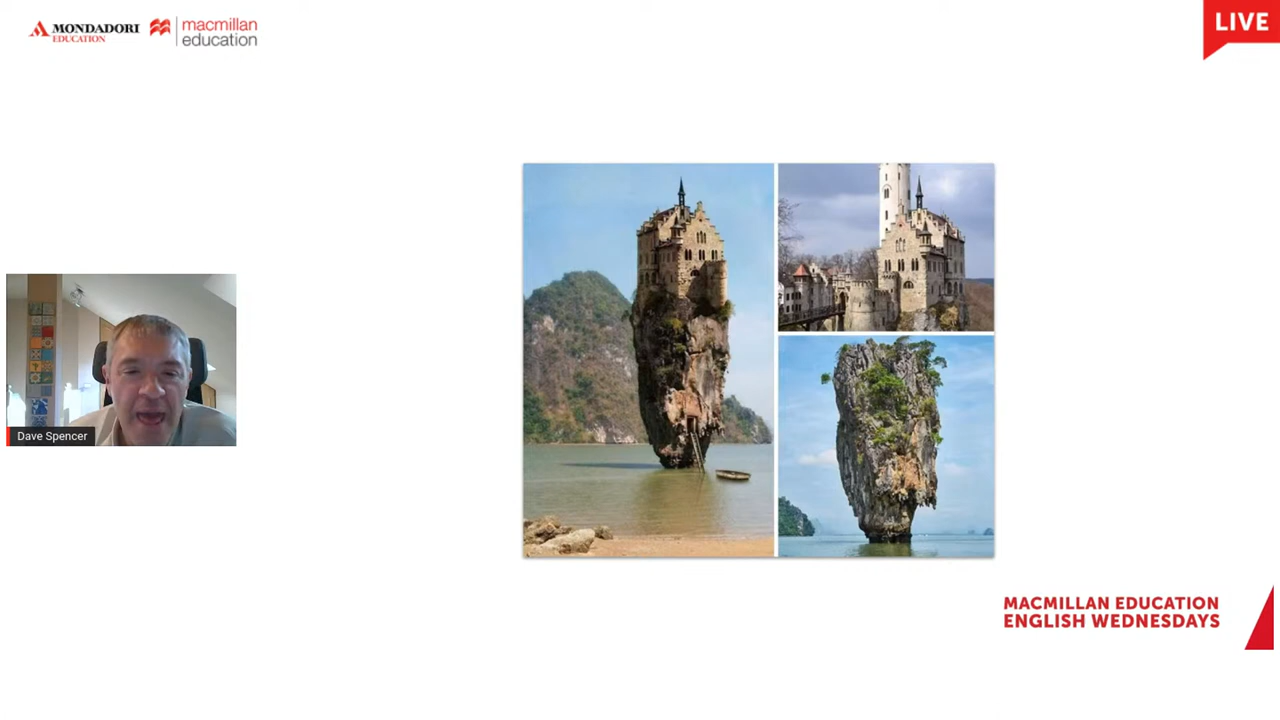 MONDADORI
EDUCATION
macmillan
education
LIVE
Dave Spencer
MACMILLAN EDUCATION
ENGLISH WEDNESDAYS